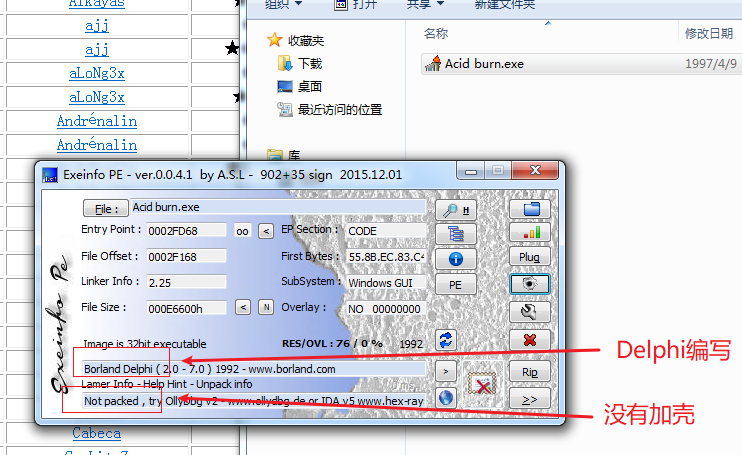 Alkayas
ajj
ajj
aLoNg3x
aLoNg3x
Andrénalin
Andrénalin
Cabeca
组织 打开 共享 新建文件夹
名称 修改日期
收藏夹
下载
桌面
最近访问的位置
库
Acid burn.exe 1997/4/9
Exeinfo PE - ver.0.0.4.1 by A.S.L - 902+35 sign 2015.12.01
File : Acid burn.exe
Entry Point : 0002FD68 oo < EP Section : CODE
File Offset : 0002F168 First Bytes : 55.8B.EC.83.C4
Linker Info : 2.25 SubSystem : Windows GUI
File Size : 000E6600h < N Overlay : NO 00000000
Image is 32bit executable RES/OVL : 76 / 0 % 1992
Borland Delphi ( 2.0 - 7.0 ) 1992 - www.borland.com
Lamer Info - Help Hint - Unpack info
Not packed , try OllyDbg v2 - www.ollydbg.de or IDA v5 www.hex-ray
Exeinfo Pe
H
PE
>
Plug
Rip
>>
Delphi编写
没有加壳